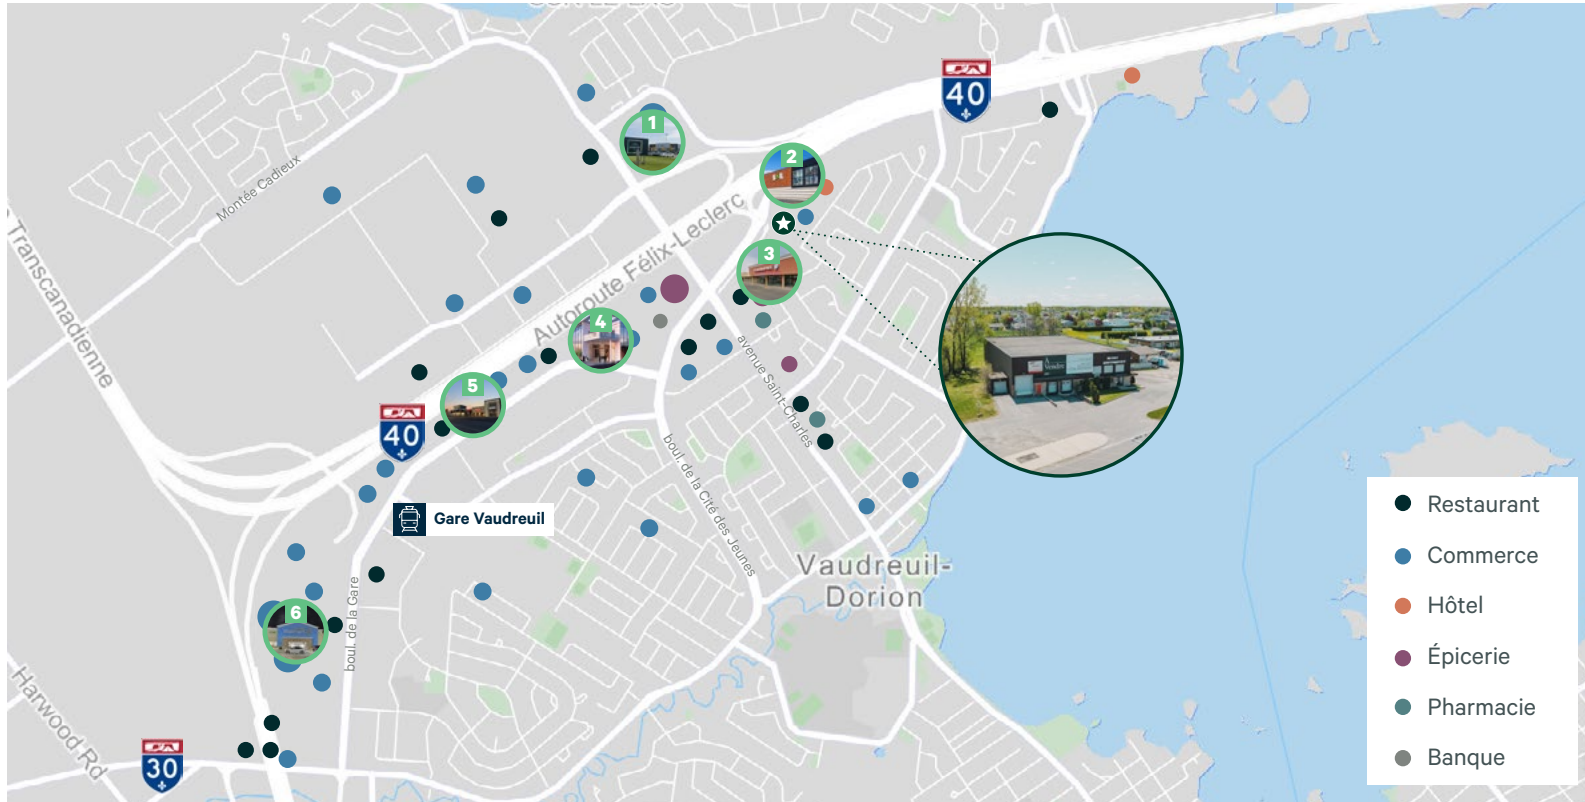 40
1
2
Montée Cadieux
Autoroute Félix-Leclerc
Transcanadienne
3
4
5
avenue Saint-Charles
40
boul. de la Cité des Jeunes
Gare Vaudreuil
Vaudreuil-
Dorion
boul. de la Gare
6
Harwood Rd
30
Restaurant
Commerce
Hôtel
Épicerie
Pharmacie
Banque